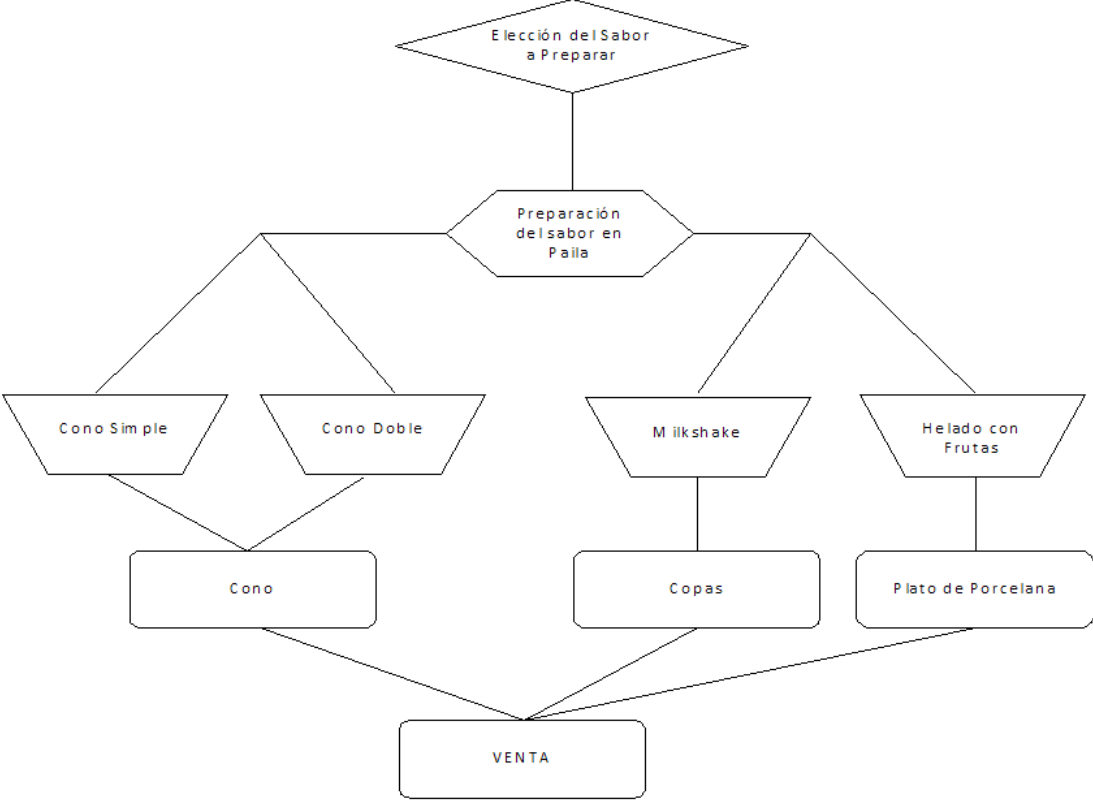 Elección del Sabor
a Preparar
Preparación
del sabor en
Paila
Cono Simple
Cono Doble
Milkshake
Helado con
Frutas
Cono
Copas
Plato de Porcelana
VENTA